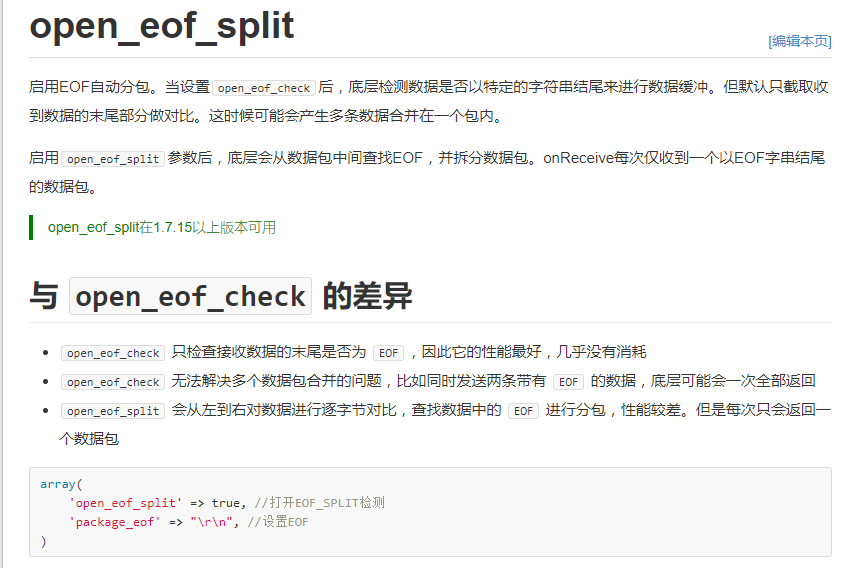 open_eof_split
[编辑本页]
启用EOF自动分包。当设置 open_eof_check 后，底层检测数据是否以特定的字符串结尾来进行数据缓冲。但默认只截取收
到数据的末尾部分做对比。这时候可能会产生多条数据合并在一个包内。
启用 open_eof_split 参数后，底层会从数据包中间查找EOF，并拆分数据包。onReceive每次仅收到一个以EOF字串结尾
的数据包。
open_eof_split在1.7.15以上版本可用
与 open_eof_check 的差异
• open_eof_check 只检查接收数据的末尾是否为 EOF ，因此它的性能最好，几乎没有消耗
• open_eof_check 无法解决多个数据包合并的问题，比如同时发送两条带有 EOF 的数据，底层可能会一次全部返回
• open_eof_split 会从左到右对数据进行逐字节对比，查找数据中的 EOF 进行分包，性能较差。但是每次只会返回一
个数据包
array(
    'open_eof_split' => true, //打开EOF_SPLIT检测
    'package_eof' => "\r\n", //设置EOF
)